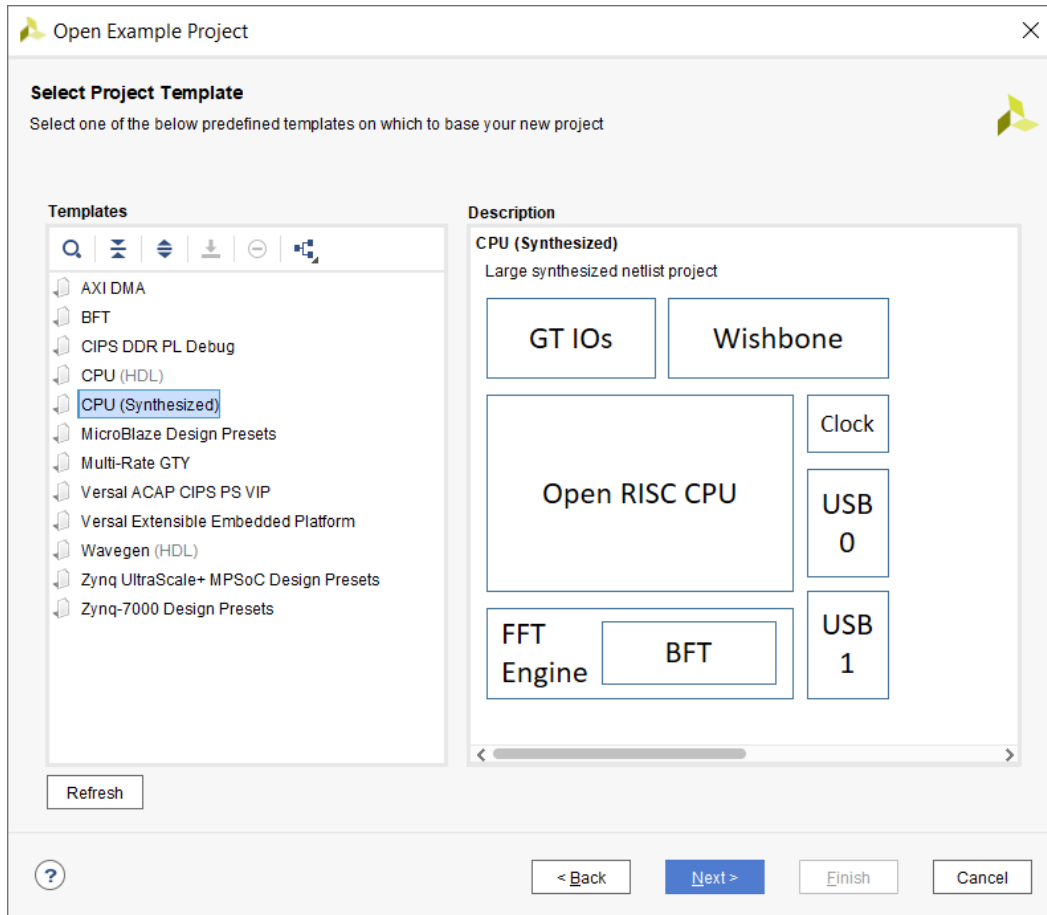 Open Example Project
Select Project Template
Select one of the below predefined templates on which to base your new project
Templates
AXI DMA
BFT
CIPS DDR PL Debug
CPU (HDL)
CPU (Synthesized)
MicroBlaze Design Presets
Multi-Rate GTY
Versal ACAP CIPS PS VIP
Versal Extensible Embedded Platform
Wavegen (HDL)
Zynq UltraScale+ MPSoC Design Presets
Zynq-7000 Design Presets
Refresh
Description
CPU (Synthesized)
Large synthesized netlist project
GT IOs
Wishbone
Open RISC CPU
Clock
USB
0
FFT
Engine
BFT
USB
1
?
< Back
Next >
Finish
Cancel